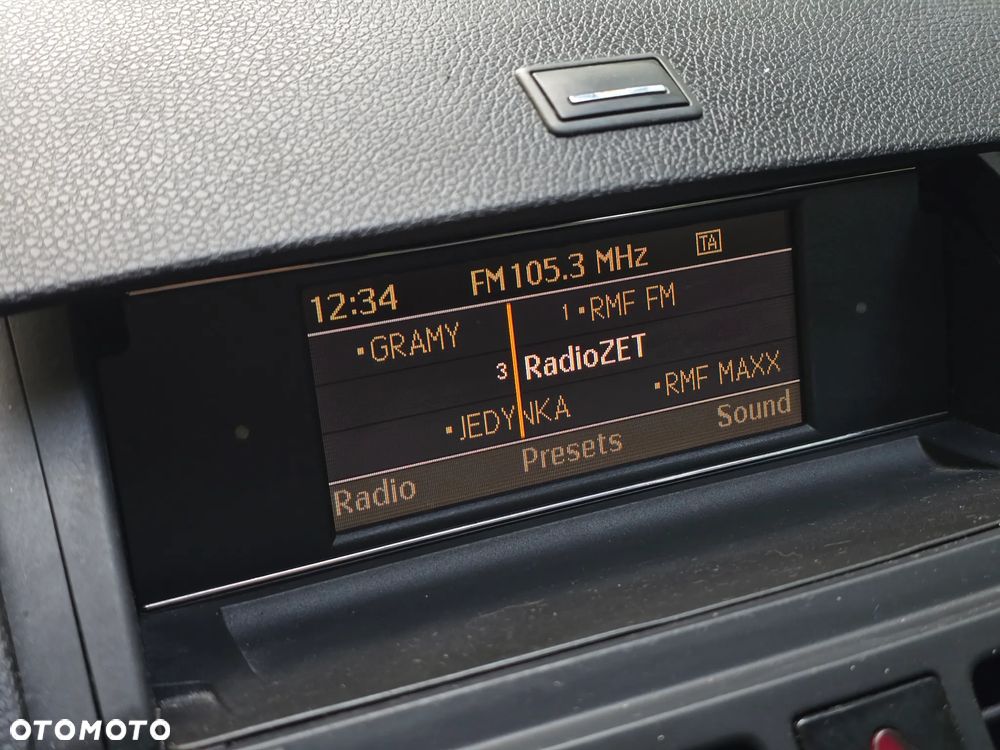 12:34 FM 105.3 MHz TA
▪GRAMY 1▪RMF FM
3 RadioZET
▪JEDYNKA ▪RMF MAXX
Radio Presets Sound
OTOMOTO